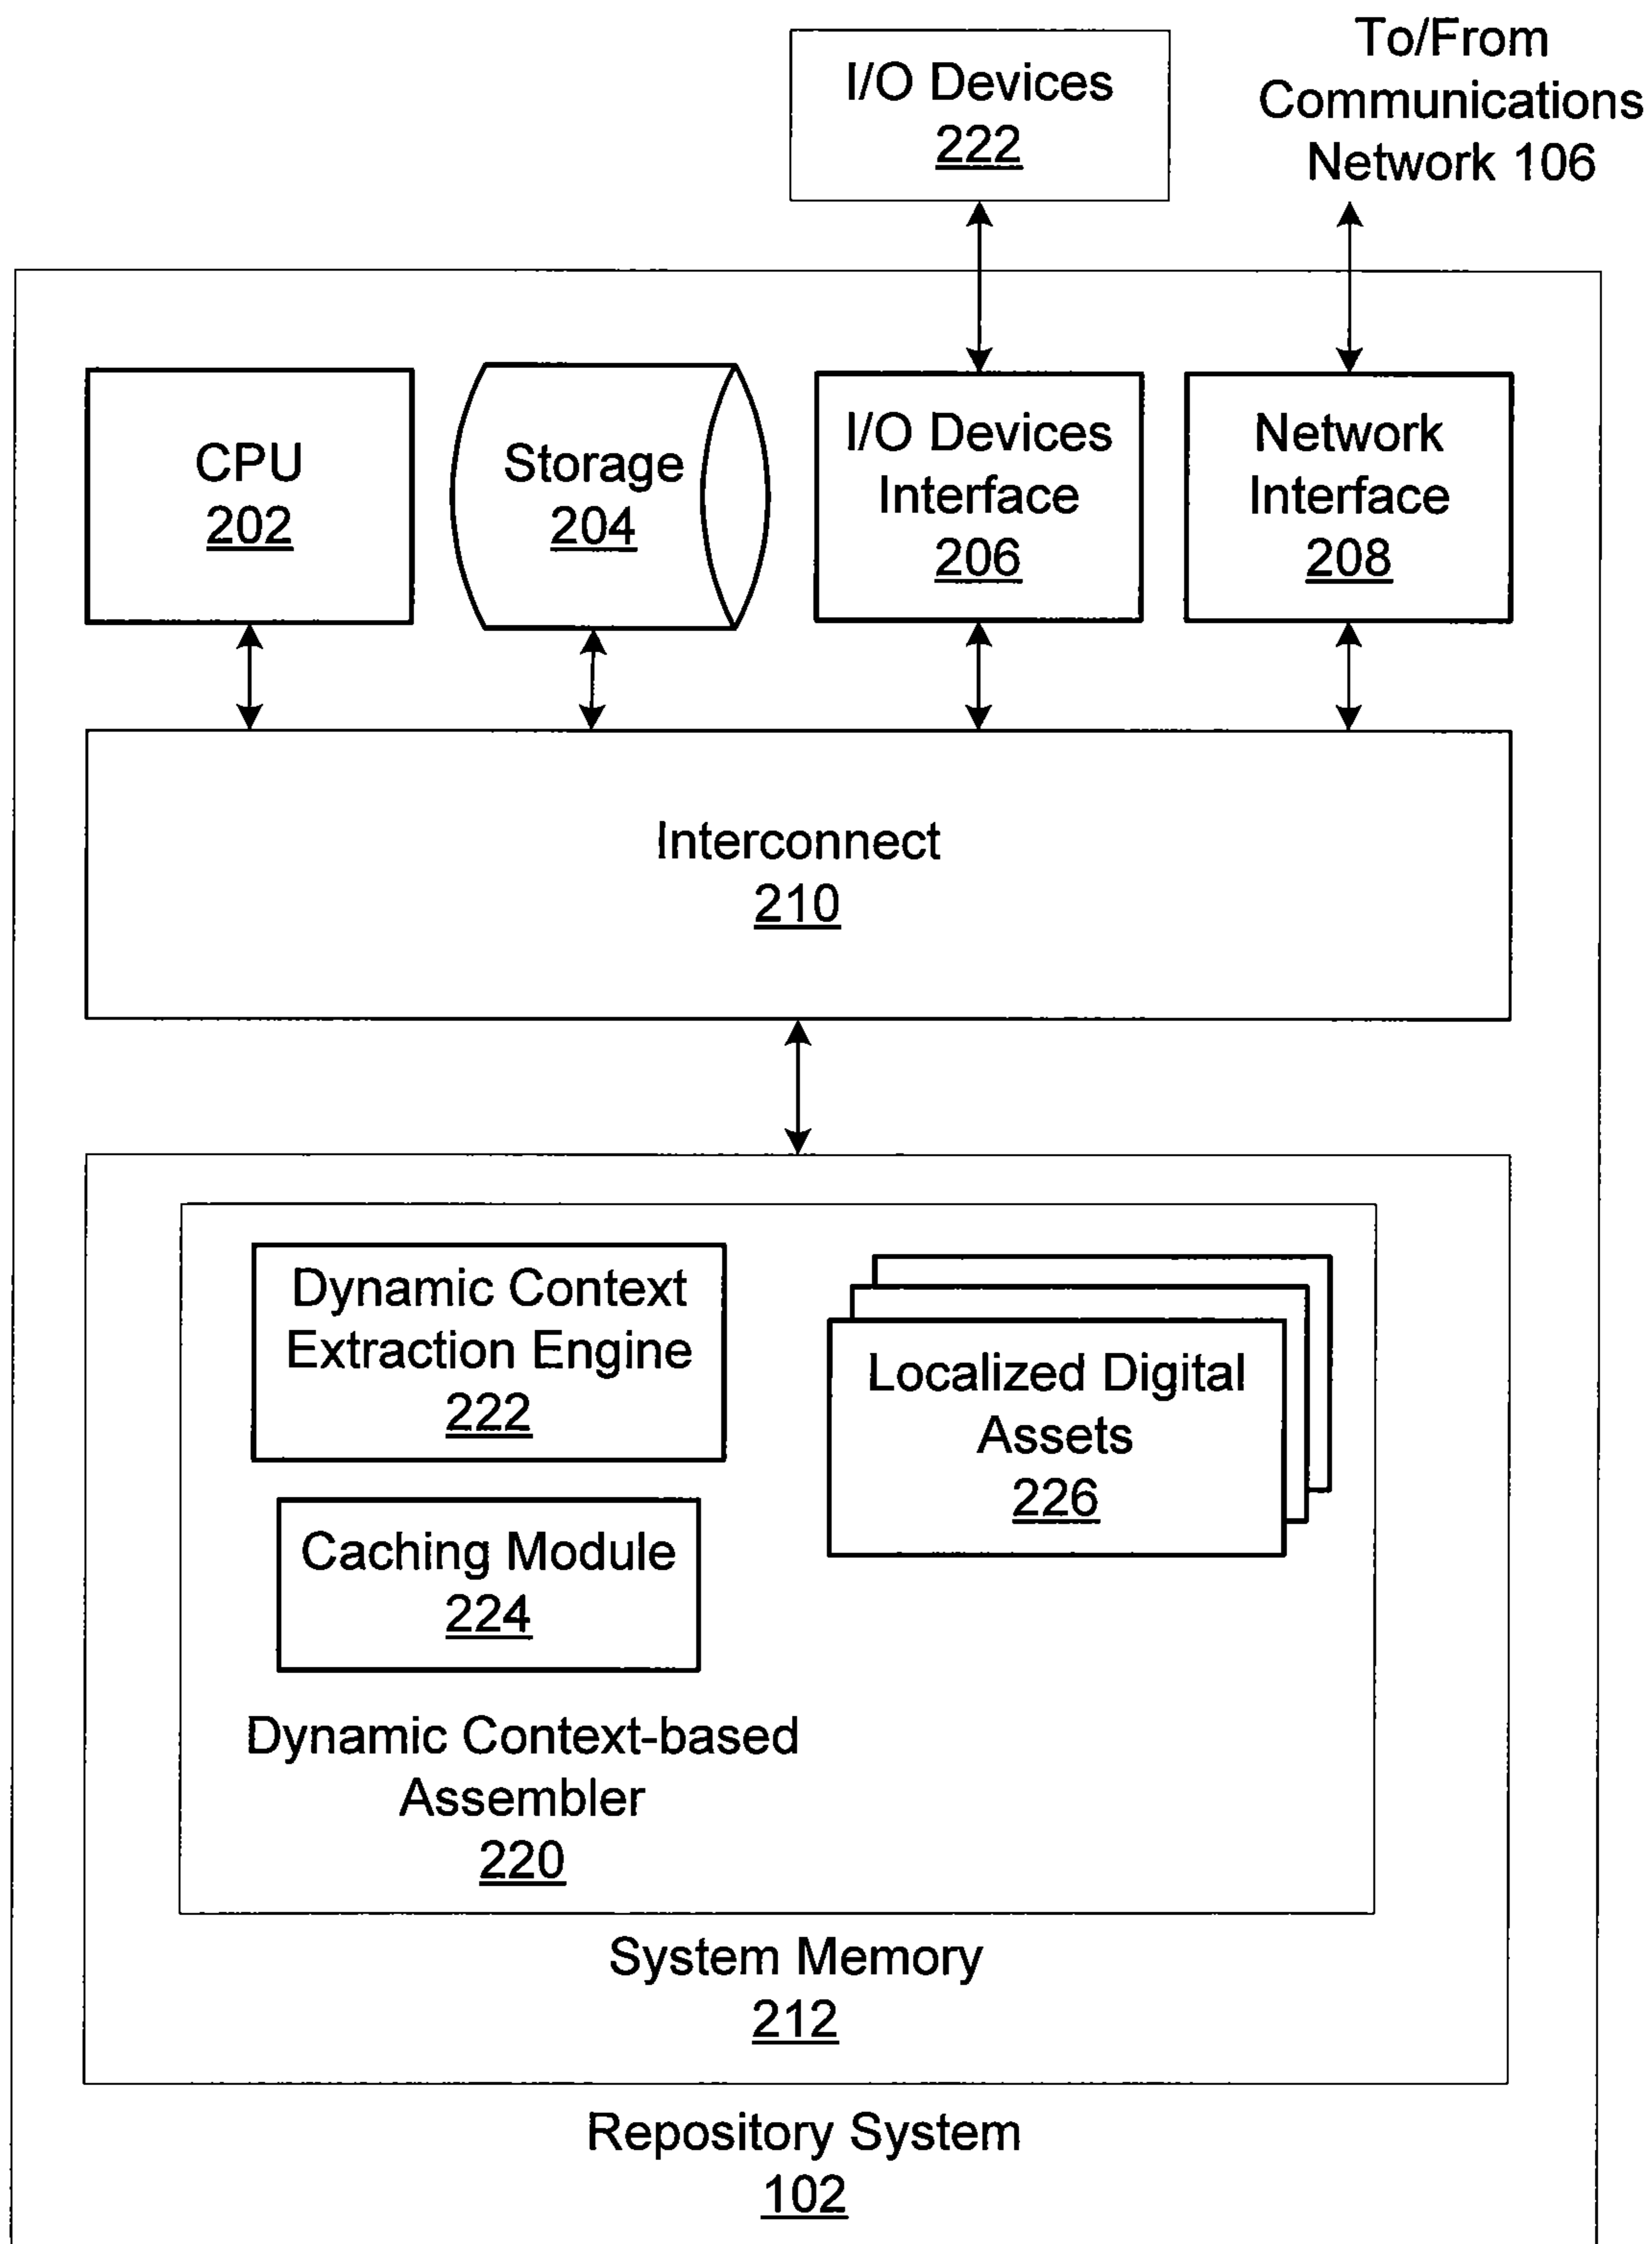 I/O Devices
222
To/From
Communications
Network 106
CPU
202
Storage
204
I/O Devices
Interface
206
Network
Interface
208
Interconnect
210
Dynamic Context
Extraction Engine
222
Localized Digital
Assets
226
Caching Module
224
Dynamic Context-based
Assembler
220
System Memory
212
Repository System
102